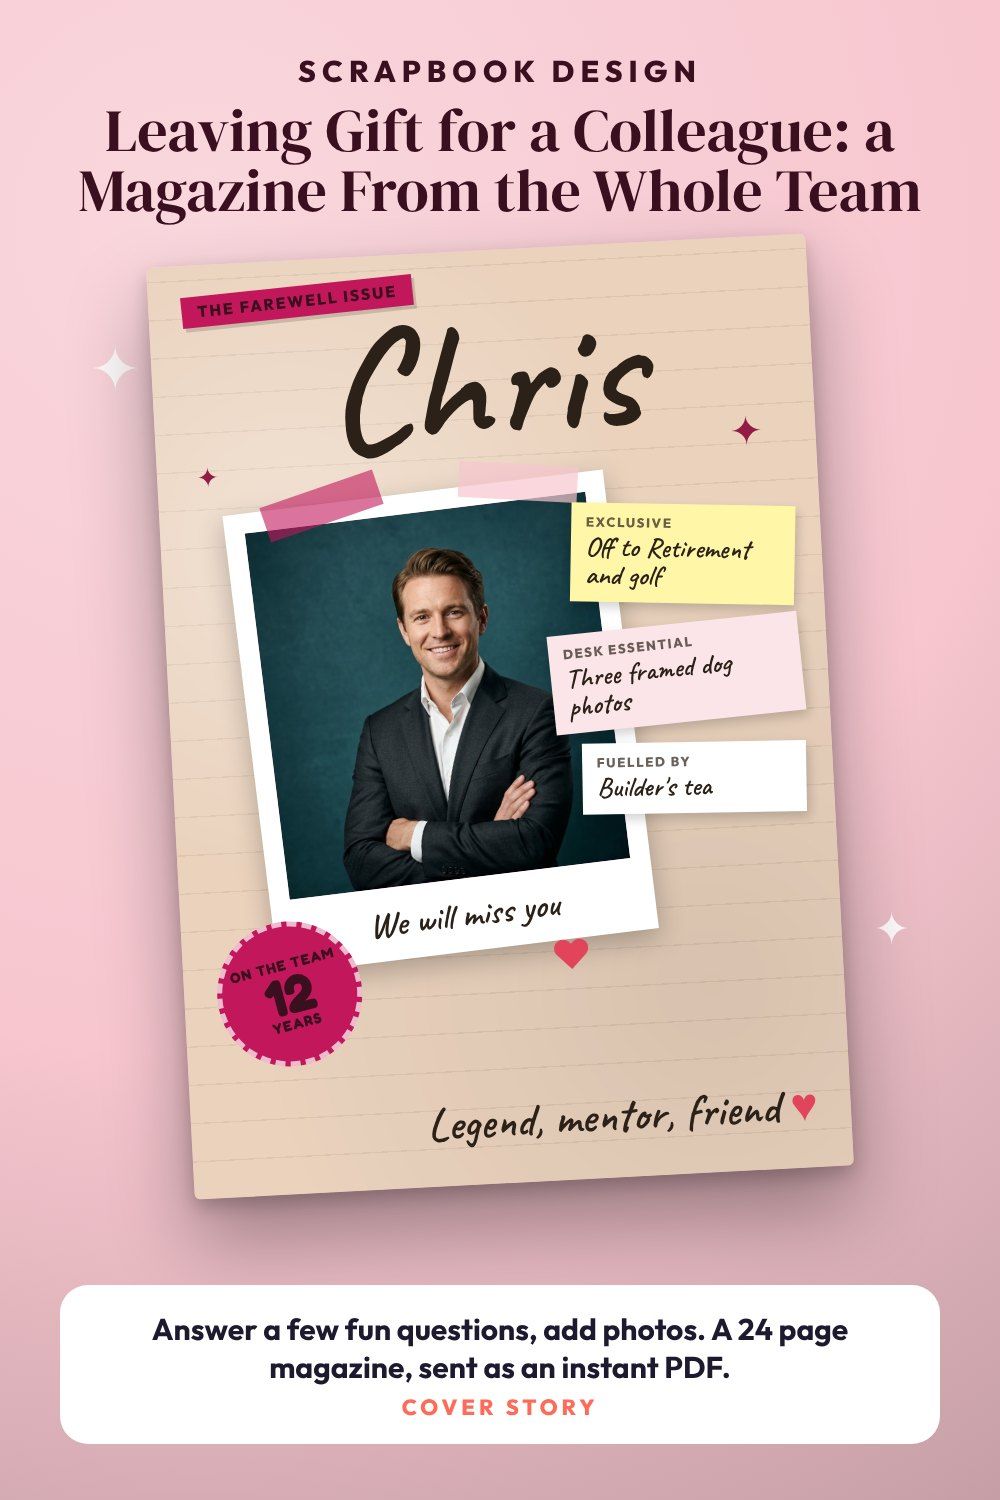 SCRAPBOOK DESIGN
Leaving Gift for a Colleague: a
Magazine From the Whole Team
THE FAREWELL ISSUE
Chris
EXCLUSIVE
Off to Retirement
and golf
DESK ESSENTIAL
Three framed dog
photos
FUELLED BY
Builder's tea
We will miss you
ON THE TEAM
12
YEARS
Legend, mentor, friend ♥
Answer a few fun questions, add photos. A 24 page
magazine, sent as an instant PDF.
COVER STORY